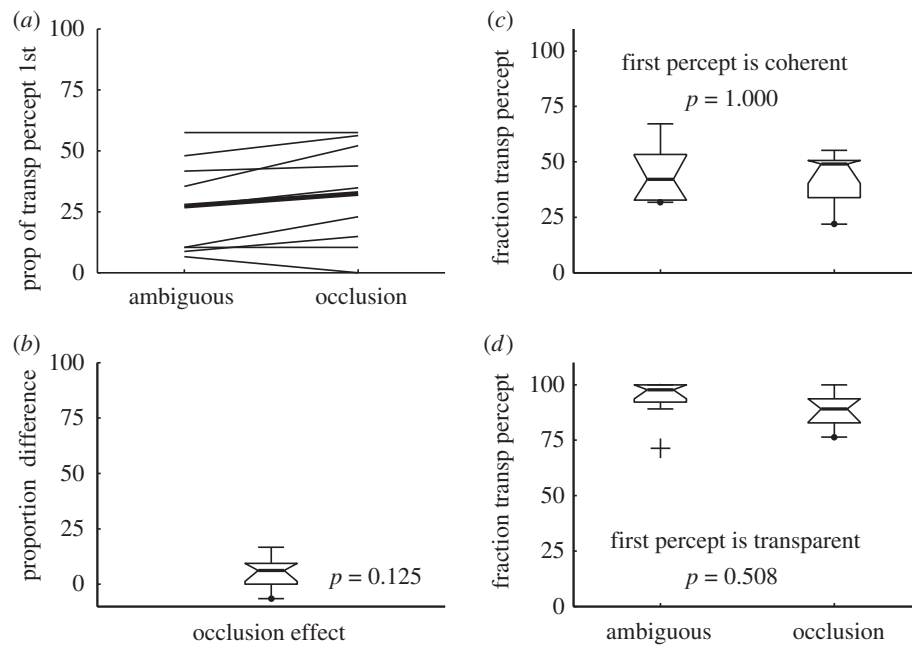 (a)
100
75
50
25
0
prop of transp percept 1st
ambiguous
occlusion
(b)
100
75
50
25
0
proportion difference
p = 0.125
occlusion effect
(c)
100
75
50
25
0
fraction transp percept
first percept is coherent
p = 1.000
(d)
100
75
50
25
0
fraction transp percept
first percept is transparent
p = 0.508
ambiguous
occlusion